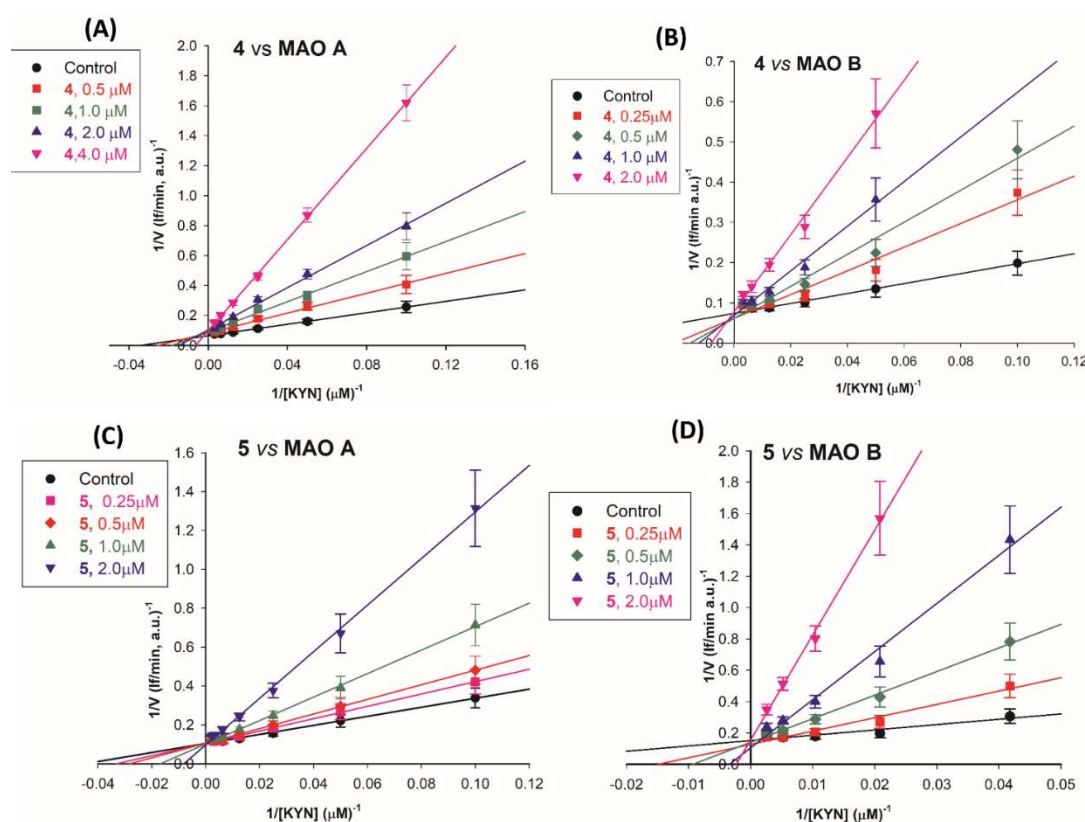 (A)
4 vs MAO A
Control
4, 0.5 μM
4,1.0 μM
4, 2.0 μM
4,4.0 μM
1/V (If/min, a.u.)⁻¹
2.0
1.8
1.6
1.4
1.2
1.0
0.8
0.6
0.4
0.2
0.0
-0.04 0.00 0.04 0.08 0.12 0.16
1/[KYN] (μM)⁻¹
(B)
4 vs MAO B
Control
4, 0.25μM
4, 0.5 μM
4, 1.0 μM
4, 2.0 μM
1/V (If/min a.u.)⁻¹
0.7
0.6
0.5
0.4
0.3
0.2
0.1
0.0
0.00 0.02 0.04 0.06 0.08 0.10 0.12
1/[KYN] (μM)⁻¹
(C)
5 vs MAO A
Control
5, 0.25μM
5, 0.5μM
5, 1.0μM
5, 2.0μM
1/V (If/min, a.u.)⁻¹
1.6
1.4
1.2
1.0
0.8
0.6
0.4
0.2
0.0
-0.04 -0.02 0.00 0.02 0.04 0.06 0.08 0.10 0.12
1/[KYN] (μM)⁻¹
(D)
5 vs MAO B
Control
5, 0.25μM
5, 0.5μM
5, 1.0μM
5, 2.0μM
1/V (If/min a.u.)⁻¹
2.0
1.8
1.6
1.4
1.2
1.0
0.8
0.6
0.4
0.2
0.0
-0.02 -0.01 0.00 0.01 0.02 0.03 0.04 0.05
1/[KYN] (μM)⁻¹